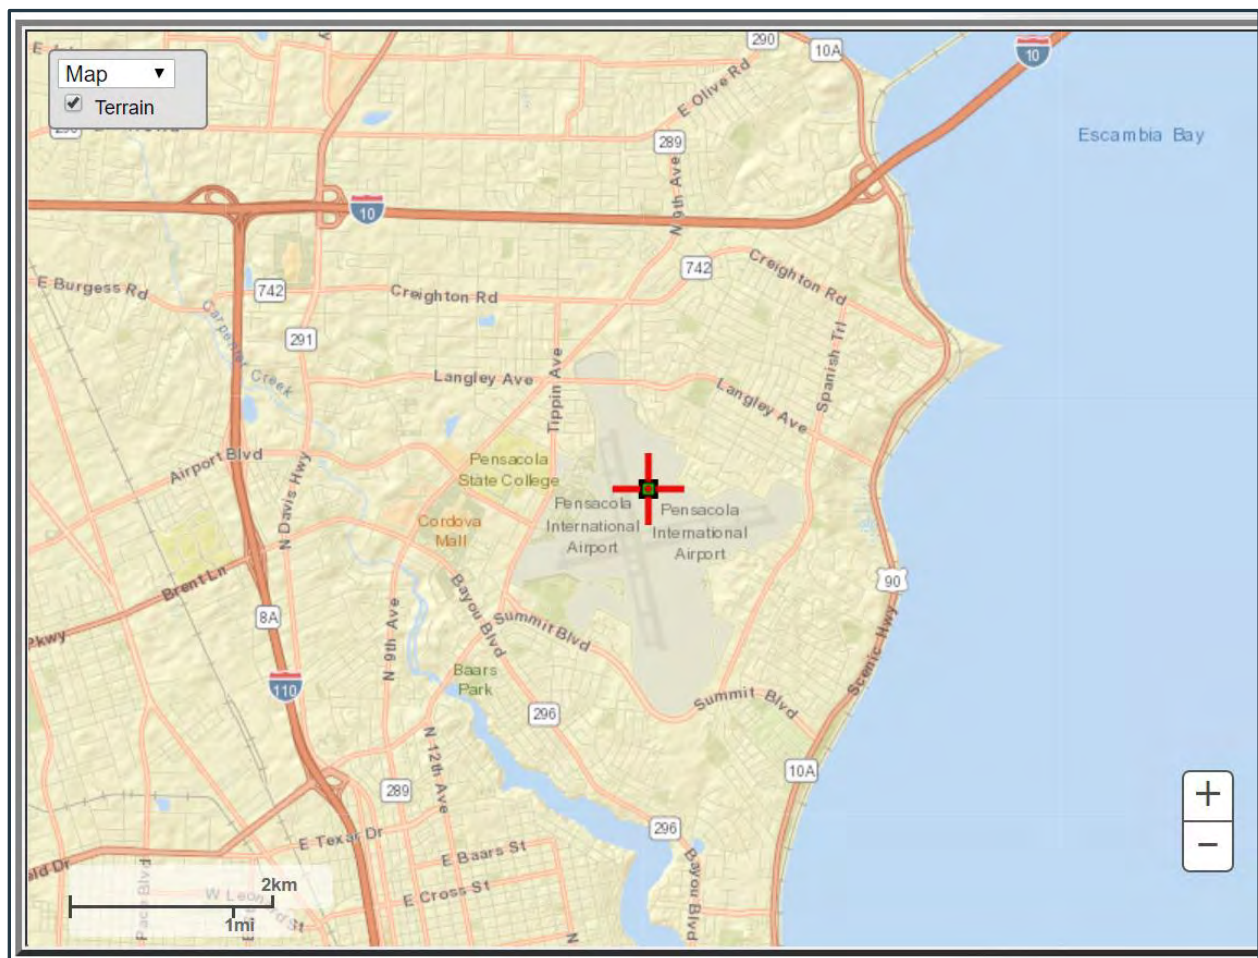 Map
Terrain
290
10A
10
Escambia Bay
E Olive Rd
289
N 9th Ave
10
742
Creighton Rd
E Burgess Rd
742
Creighton Rd
Carpenter Creek
291
Spanish Trl
Langley Ave
Tippin Ave
Langley Ave
Airport Blvd
N Davis Hwy
Pensacola
State College
Pensacola
International
Airport
Pensacola
International
Airport
Cordova
Mall
Brent Ln
90
8A
Bayou Blvd
Summit Blvd
N 9th Ave
Pkwy
Scenic Hwy
Baars
Park
110
Summit Blvd
296
N 12th Ave
10A
289
296
E Texar Dr
E Baars St
Bayou Blvd
Pace Blvd
E Cross St
2km
1mi
+
−
N